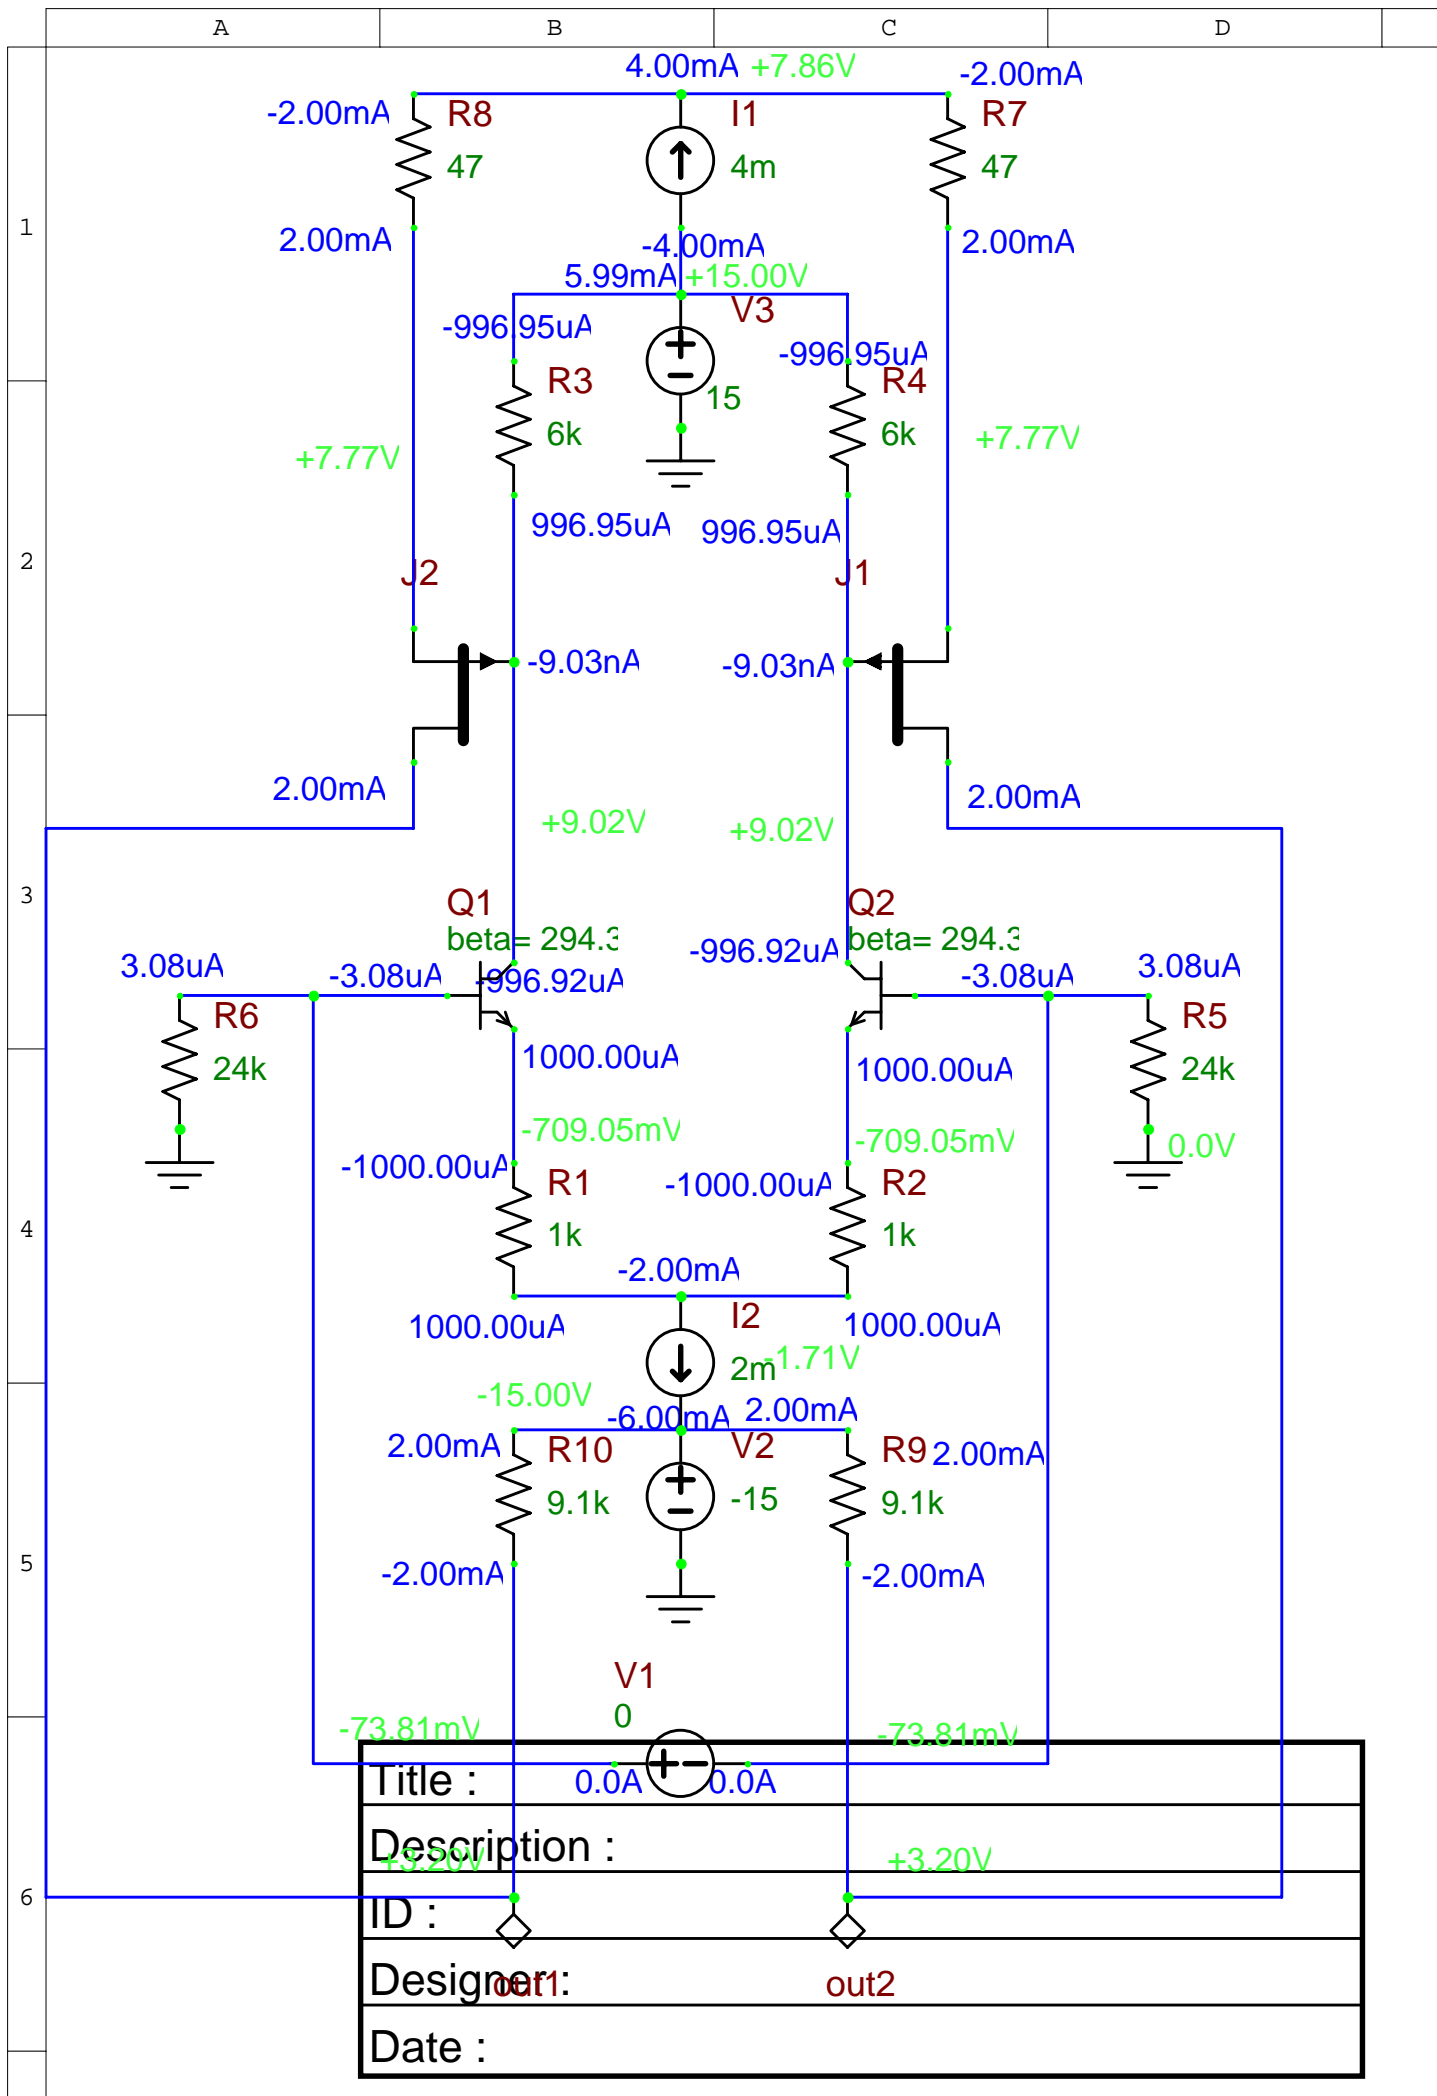 A B C D
4.00mA +7.86V -2.00mA
-2.00mA R8 I1 R7
47 4m 47
1
2.00mA -4.00mA 2.00mA
5.99mA +15.00V
-996.95uA V3 -996.95uA
R3 15 R4
6k 6k
+7.77V +7.77V
996.95uA 996.95uA
2
J2 J1
-9.03nA -9.03nA
2.00mA 2.00mA
+9.02V +9.02V
3
Q1 Q2
beta= 294.3 beta= 294.3
3.08uA -3.08uA -996.92uA -996.92uA -3.08uA 3.08uA
R6 R5
24k 24k
1000.00uA 1000.00uA
-709.05mV -709.05mV 0.0V
-1000.00uA R1 -1000.00uA R2
4
1k 1k
-2.00mA
1000.00uA I2 1000.00uA
2m -1.71V
-15.00V
-6.00mA 2.00mA
2.00mA R10 V2 R9 2.00mA
9.1k -15 9.1k
5
-2.00mA -2.00mA
V1
0
-73.81mV -73.81mV
Title : 0.0A 0.0A
Description :
+3.20V +3.20V
6
ID :
Designer : out1 out2
Date :